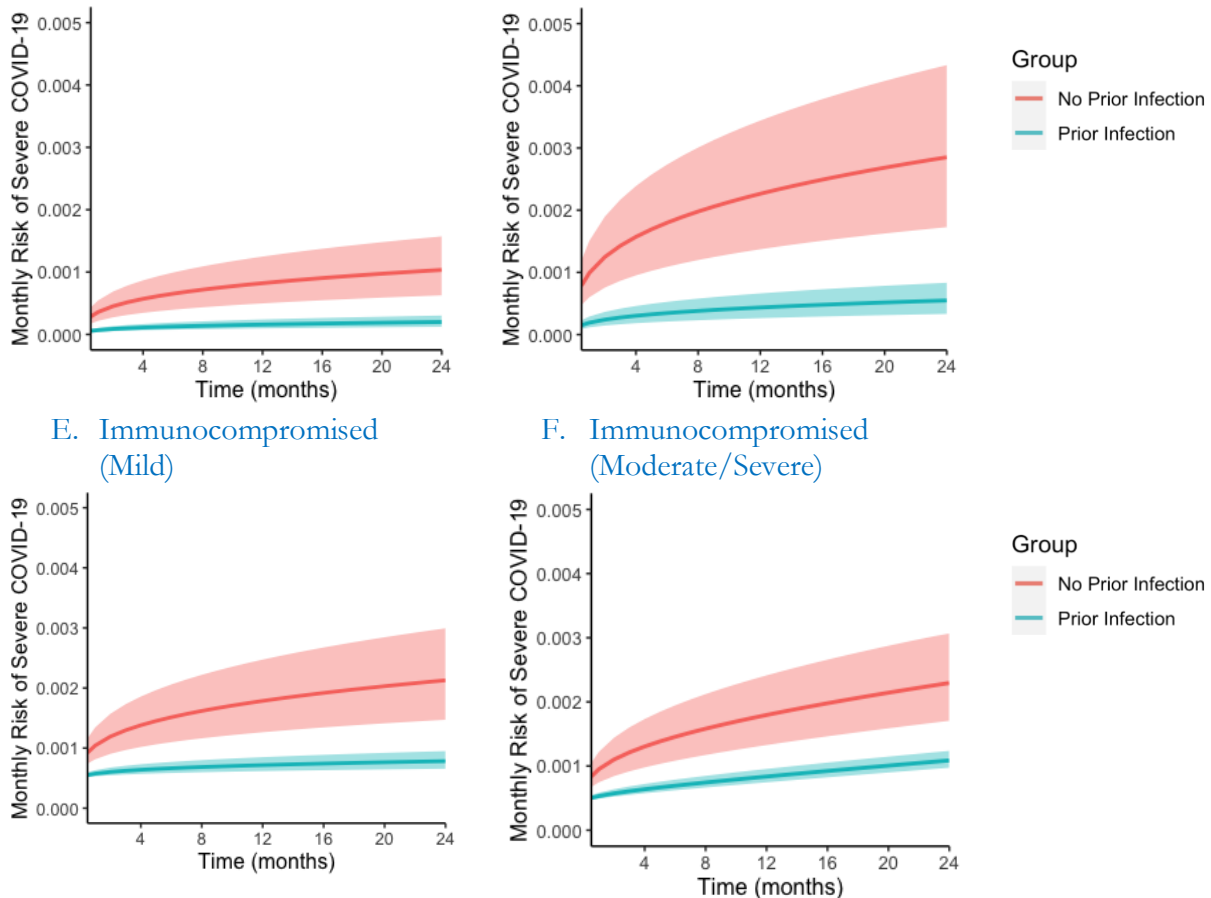 Monthly Risk of Severe COVID-19
0.005
0.004
0.003
0.002
0.001
0.000
4
8
12
16
20
24
Time (months)
Monthly Risk of Severe COVID-19
0.005
0.004
0.003
0.002
0.001
0.000
4
8
12
16
20
24
Time (months)
Group
No Prior Infection
Prior Infection
E. Immunocompromised
(Mild)
F. Immunocompromised
(Moderate/Severe)
Monthly Risk of Severe COVID-19
0.005
0.004
0.003
0.002
0.001
0.000
4
8
12
16
20
24
Time (months)
Monthly Risk of Severe COVID-19
0.005
0.004
0.003
0.002
0.001
0.000
4
8
12
16
20
24
Time (months)
Group
No Prior Infection
Prior Infection